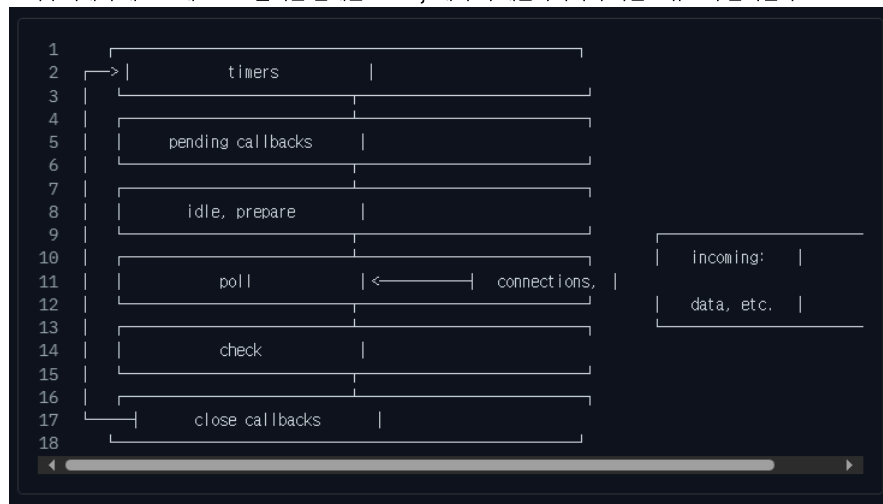 1
2 timers
3
4
5 pending callbacks
6
7
8 idle, prepare
9
10 incoming:
11 poll connections,
12 data, etc.
13
14 check
15
16
17 close callbacks
18